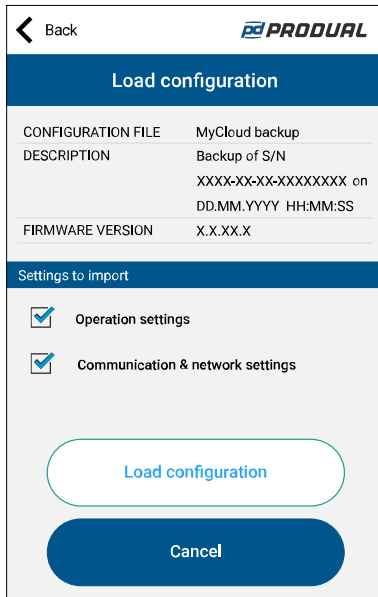 Back
pd PRODUAL
Load configuration
CONFIGURATION FILE MyCloud backup
DESCRIPTION Backup of S/N
XXXX-XX-XX-XXXXXXXX on
DD.MM.YYYY HH:MM:SS
FIRMWARE VERSION X.X.XX.X
Settings to import
Operation settings
Communication & network settings
Load configuration
Cancel